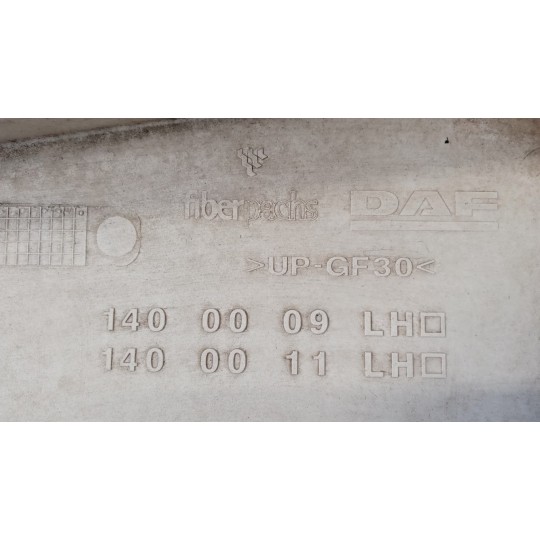 fiberpachs DAF
>UP-GF30<
140 00 09 LH□
140 00 11 LH□